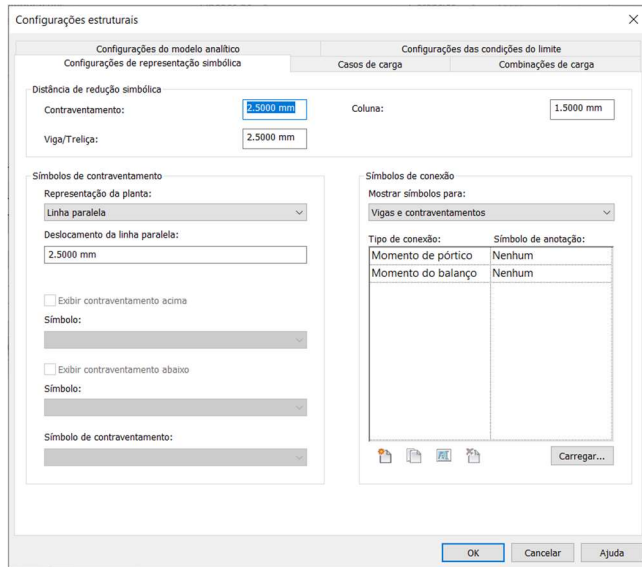 Configurações estruturais
Configurações do modelo analítico
Configurações das condições do limite
Configurações de representação simbólica
Casos de carga
Combinações de carga
Distância de redução simbólica
Contraventamento:
2.5000 mm
Coluna:
1.5000 mm
Viga/Treliça:
2.5000 mm
Símbolos de contraventamento
Representação da planta:
Linha paralela
Deslocamento da linha paralela:
2.5000 mm
Exibir contraventamento acima
Símbolo:
Exibir contraventamento abaixo
Símbolo:
Símbolo de contraventamento:
Símbolos de conexão
Mostrar símbolos para:
Vigas e contraventamentos
Tipo de conexão:
Símbolo de anotação:
Momento de pórtico
Nenhum
Momento do balanço
Nenhum
Carregar...
OK
Cancelar
Ajuda